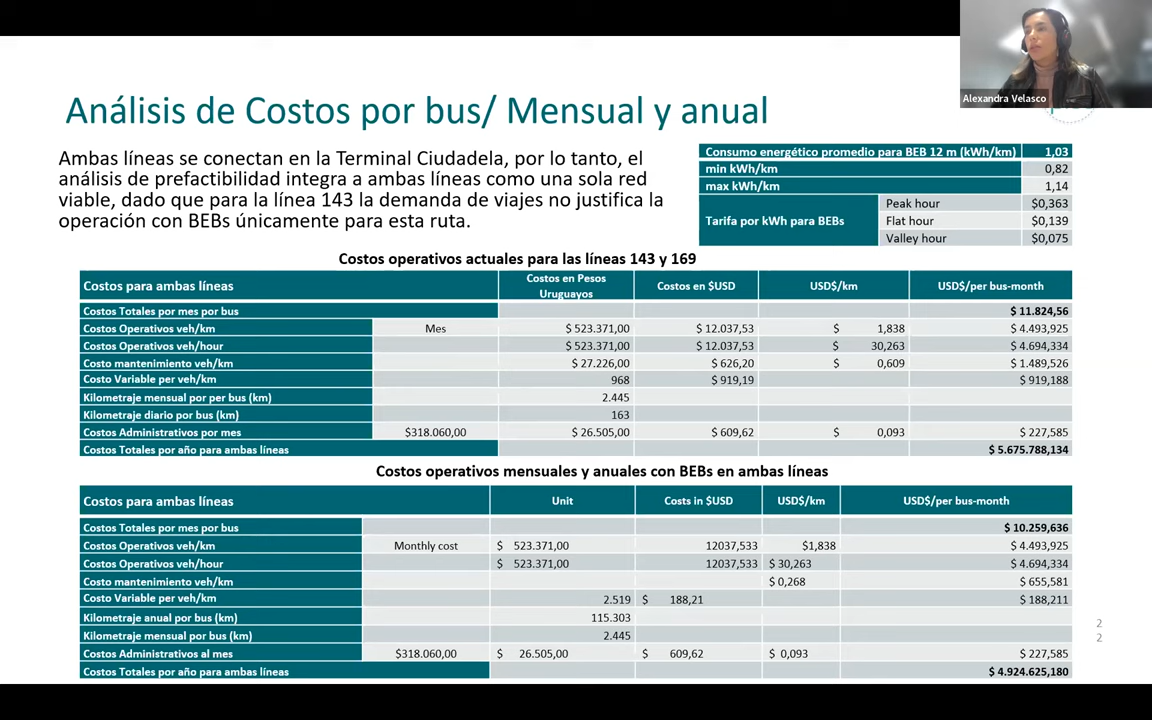 Alexandra Velasco
Análisis de Costos por bus/ Mensual y anual
Ambas líneas se conectan en la Terminal Ciudadela, por lo tanto, el
análisis de prefactibilidad integra a ambas líneas como una sola red
viable, dado que para la línea 143 la demanda de viajes no justifica la
operación con BEBs únicamente para esta ruta.
Consumo energético promedio para BEB 12 m (kWh/km) 1,03
min kWh/km 0,82
max kWh/km 1,14
Tarifa por kWh para BEBs
Peak hour $0,363
Flat hour $0,139
Valley hour $0,075
Costos operativos actuales para las líneas 143 y 169
Costos para ambas líneas Costos en Pesos Uruguayos Costos en $USD USD$/km USD$/per bus-month
Costos Totales por mes por bus $ 11.824,56
Costos Operativos veh/km Mes $ 523.371,00 $ 12.037,53 $ 1,838 $ 4.493,925
Costos Operativos veh/hour $ 523.371,00 $ 12.037,53 $ 30,263 $ 4.694,334
Costo mantenimiento veh/km $ 27.226,00 $ 626,20 $ 0,609 $ 1.489,526
Costo Variable per veh/km 968 $ 919,19 $ 919,188
Kilometraje mensual por per bus (km) 2.445
Kilometraje diario por bus (km) 163
Costos Administrativos por mes $318.060,00 $ 26.505,00 $ 609,62 $ 0,093 $ 227,585
Costos Totales por año para ambas líneas $ 5.675.788,134
Costos operativos mensuales y anuales con BEBs en ambas líneas
Costos para ambas líneas Unit Costs in $USD USD$/km USD$/per bus-month
Costos Totales por mes por bus $ 10.259,636
Costos Operativos veh/km Monthly cost $ 523.371,00 12037,533 $1,838 $ 4.493,925
Costos Operativos veh/hour $ 523.371,00 12037,533 $ 30,263 $ 4.694,334
Costo mantenimiento veh/km $ 0,268 $ 655,581
Costo Variable per veh/km 2.519 $ 188,21 $ 188,211
Kilometraje anual por bus (km) 115.303
Kilometraje mensual por bus (km) 2.445
Costos Administrativos al mes $318.060,00 $ 26.505,00 $ 609,62 $ 0,093 $ 227,585
Costos Totales por año para ambas líneas $ 4.924.625,180
2
2